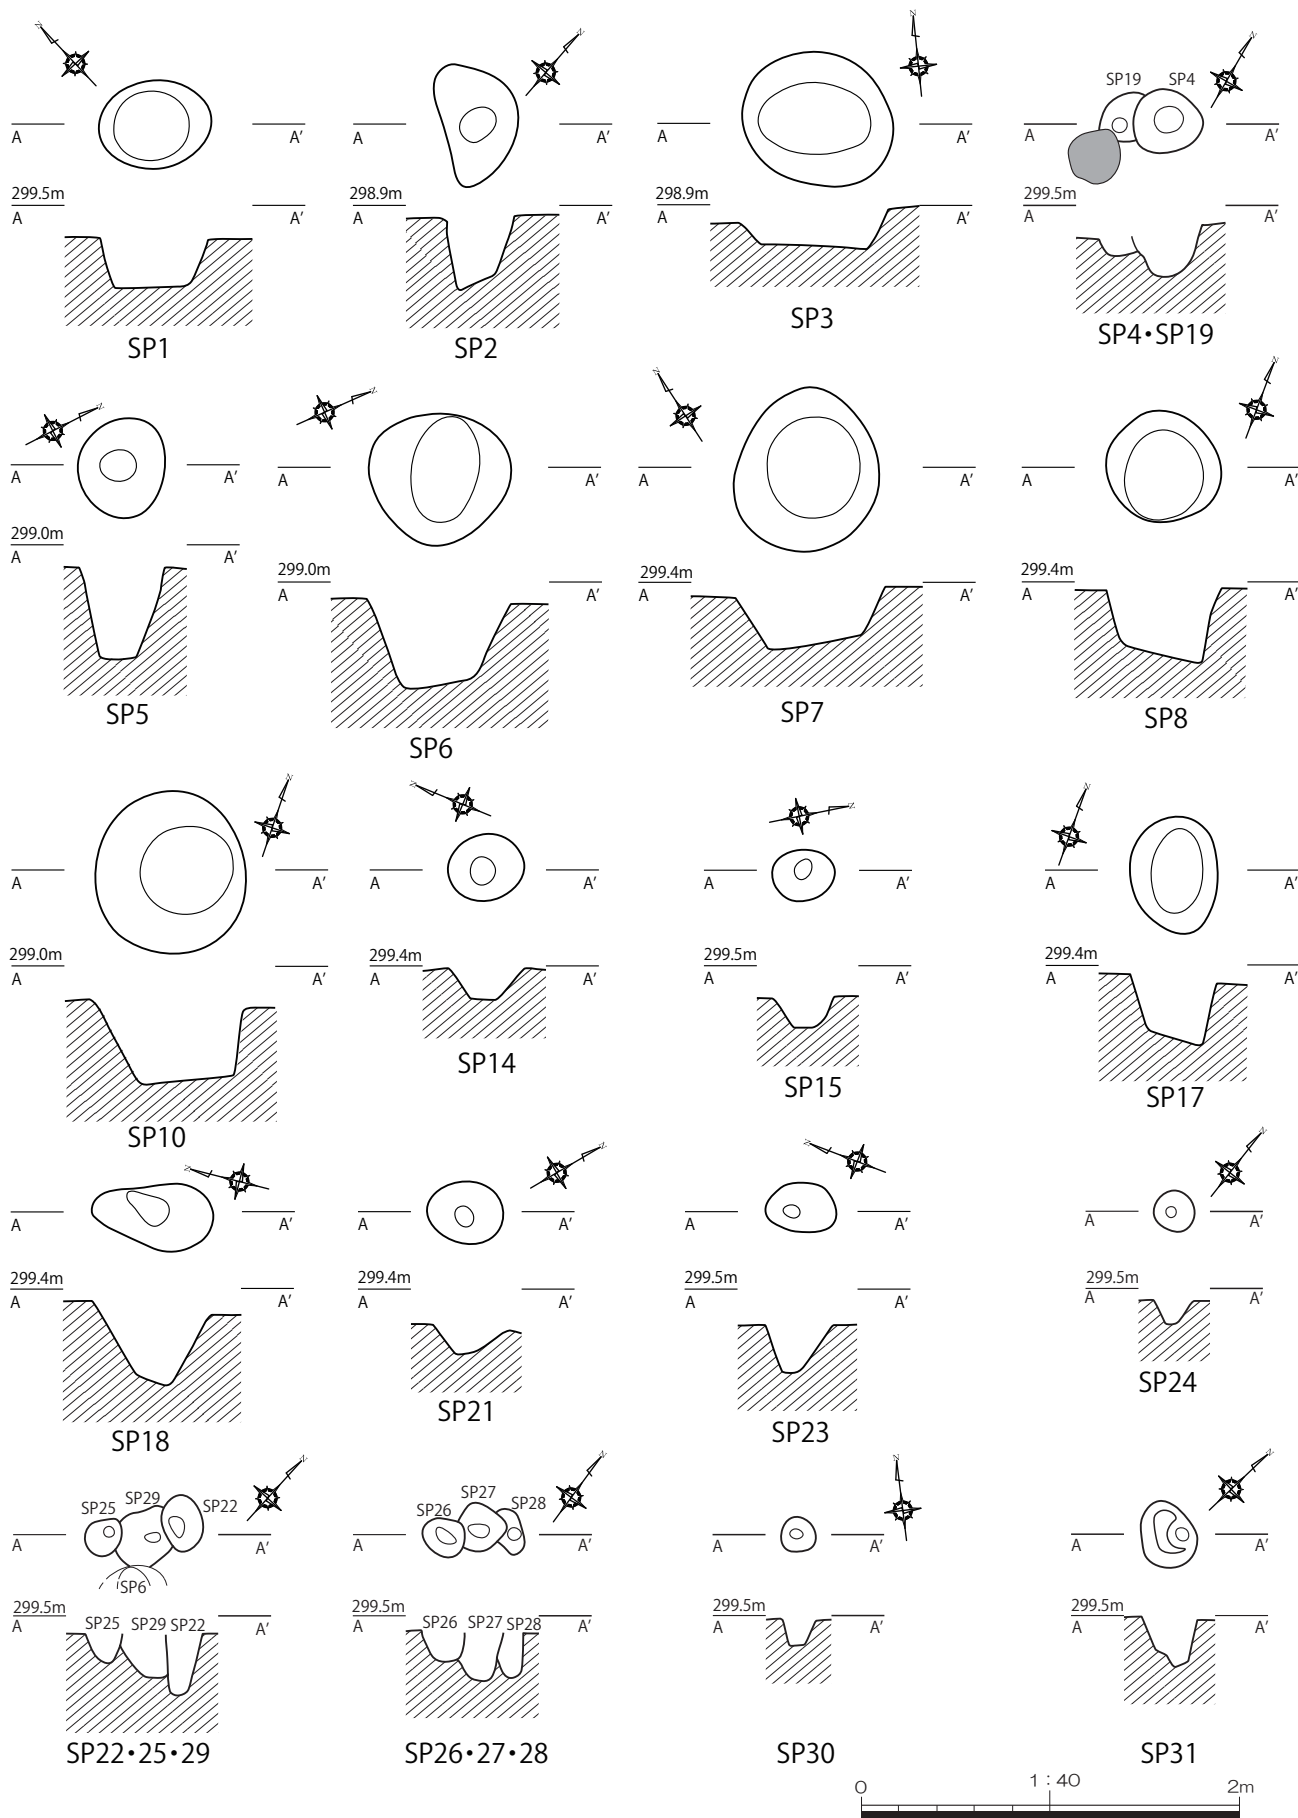 N N N N
SP19 SP4
A A' A A' A A' A A'
299.5m 298.9m 298.9m 299.5m
A A' A A' A A' A A'
SP1 SP2 SP3 SP4・SP19
N N N N
A A' A A' A A' A A'
299.0m 299.0m 299.4m 299.4m
A A' A A' A A' A A'
SP5 SP6 SP7 SP8
N N N N
A A' A A' A A' A A'
299.0m 299.4m 299.5m 299.4m
A A' A A' A A' A A'
SP10 SP14 SP15 SP17
N N N N
A A' A A' A A' A A'
299.4m 299.4m 299.5m 299.5m
A A' A A' A A' A A'
SP18 SP21 SP23 SP24
N N N N
SP25 SP29 SP22 SP26 SP27 SP28
A A' A A' A A' A A'
SP6
299.5m 299.5m 299.5m 299.5m
SP25 SP29 SP22 SP26 SP27 SP28
A A' A A' A A' A A'
SP22・25・29 SP26・27・28 SP30 SP31
0 1：40 2m